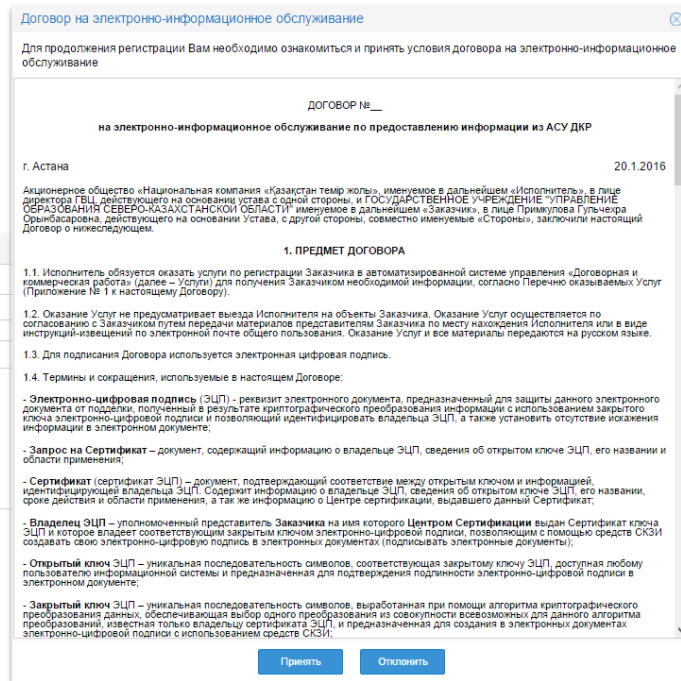 Договор на электронно-информационное обслуживание
Для продолжения регистрации Вам необходимо ознакомиться и принять условия договора на электронно-информационное
обслуживание
ДОГОВОР №__
на электронно-информационное обслуживание по предоставлению информации из АСУ ДКР
г. Астана 20.1.2016
Акционерное общество «Национальная компания «Қазақстан темір жолы», именуемое в дальнейшем «Исполнитель», в лице
директора ГВЦ, действующего на основании устава с одной стороны, и ГОСУДАРСТВЕННОЕ УЧРЕЖДЕНИЕ "УПРАВЛЕНИЕ
ОБРАЗОВАНИЯ СЕВЕРО-КАЗАХСТАНСКОЙ ОБЛАСТИ" именуемое в дальнейшем «Заказчик», в лице Примкулова Гульчехра
Орынбасаровна, действующего на основании Устава, с другой стороны, совместно именуемые «Стороны», заключили настоящий
Договор о нижеследующем.
1. ПРЕДМЕТ ДОГОВОРА
1.1. Исполнитель обязуется оказать услуги по регистрации Заказчика в автоматизированной системе управления «Договорная и
коммерческая работа» (далее – Услуги) для получения Заказчиком необходимой информации, согласно Перечню оказываемых Услуг
(Приложение № 1 к настоящему Договору).
1.2. Оказание Услуг не предусматривает выезда Исполнителя на объекты Заказчика. Оказание Услуг осуществляется по
согласованию с Заказчиком путем передачи материалов представителям Заказчика по месту нахождения Исполнителя или в виде
инструкций-извещений по электронной почте общего пользования. Оказание Услуг и все материалы передаются на русском языке.
1.3. Для подписания Договора используется электронная цифровая подпись.
1.4. Термины и сокращения, используемые в настоящем Договоре:
- Электронно-цифровая подпись (ЭЦП) - реквизит электронного документа, предназначенный для защиты данного электронного
документа от подделки, полученный в результате криптографического преобразования информации с использованием закрытого
ключа электронно-цифровой подписи и позволяющий идентифицировать владельца ЭЦП, а также установить отсутствие искажения
информации в электронном документе;
- Запрос на Сертификат – документ, содержащий информацию о владельце ЭЦП, сведения об открытом ключе ЭЦП, его названии и
области применения;
- Сертификат (сертификат ЭЦП) – документ, подтверждающий соответствие между открытым ключом и информацией,
идентифицирующей владельца ЭЦП. Содержит информацию о владельце ЭЦП, сведения об открытом ключе ЭЦП, его названии,
сроке действия и области применения, а так же информацию о Центре сертификации, выдавшего данный Сертификат;
- Владелец ЭЦП – уполномоченный представитель Заказчика на имя которого Центром Сертификации выдан Сертификат ключа
ЭЦП и которое владеет соответствующим закрытым ключом электронно-цифровой подписи, позволяющим с помощью средств СКЗИ
создавать свою электронно-цифровую подпись в электронных документах (подписывать электронные документы);
- Открытый ключ ЭЦП – уникальная последовательность символов, соответствующая закрытому ключу ЭЦП, доступная любому
пользователю информационной системы и предназначенная для подтверждения подлинности электронно-цифровой подписи в
электронном документе;
- Закрытый ключ ЭЦП – уникальная последовательность символов, выработанная при помощи алгоритма криптографического
преобразования данных, обеспечивающая выбор одного преобразования из совокупности всевозможных для данного алгоритма
преобразований, известная только владельцу сертификата ЭЦП, и предназначенная для создания в электронных документах
электронно-цифровой подписи с использованием средств СКЗИ;
Принять Отклонить